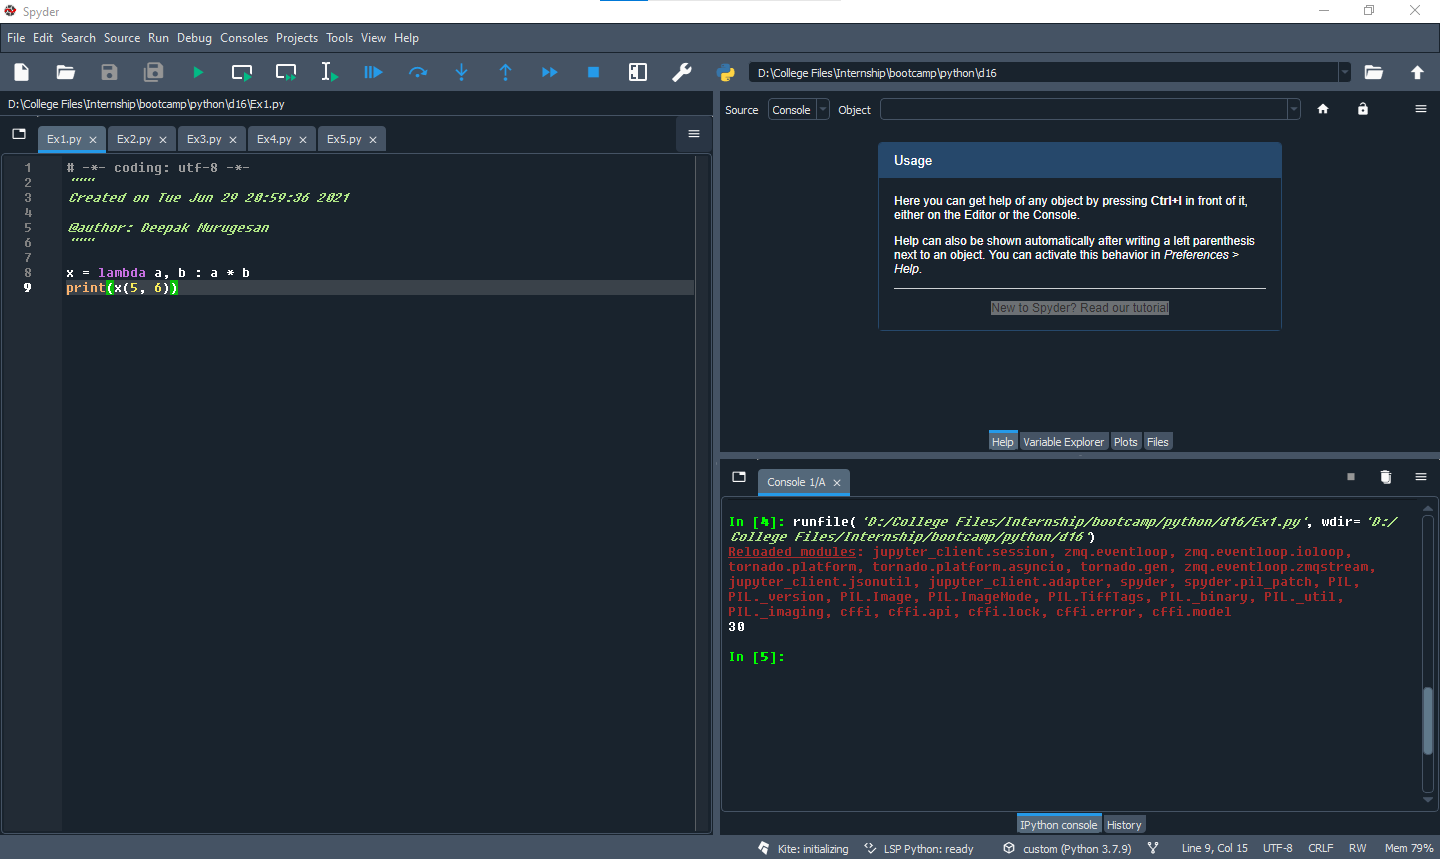 Spyder
File Edit Search Source Run Debug Consoles Projects Tools View Help
D:\College Files\Internship\bootcamp\python\d16
D:\College Files\Internship\bootcamp\python\d16\Ex1.py
Ex1.py Ex2.py Ex3.py Ex4.py Ex5.py
1 # -*- coding: utf-8 -*-
2 """
3 Created on Tue Jun 29 20:59:36 2021
4
5 @author: Deepak Murugesan
6 """
7
8 x = lambda a, b : a * b
9 print(x(5, 6))
Source Console Object
Usage
Here you can get help of any object by pressing Ctrl+I in front of it,
either on the Editor or the Console.
Help can also be shown automatically after writing a left parenthesis
next to an object. You can activate this behavior in Preferences >
Help.
New to Spyder? Read our tutorial
Help Variable Explorer Plots Files
Console 1/A
In [4]: runfile('D:/College Files/Internship/bootcamp/python/d16/Ex1.py', wdir='D:/
College Files/Internship/bootcamp/python/d16')
Reloaded modules: jupyter_client.session, zmq.eventloop, zmq.eventloop.ioloop,
tornado.platform, tornado.platform.asyncio, tornado.gen, zmq.eventloop.zmqstream,
jupyter_client.jsonutil, jupyter_client.adapter, spyder, spyder.pil_patch, PIL,
PIL._version, PIL.Image, PIL.ImageMode, PIL.TiffTags, PIL._binary, PIL._util,
PIL._imaging, cffi, cffi.api, cffi.lock, cffi.error, cffi.model
30
In [5]:
IPython console History
Kite: initializing LSP Python: ready custom (Python 3.7.9) Line 9, Col 15 UTF-8 CRLF RW Mem 79%